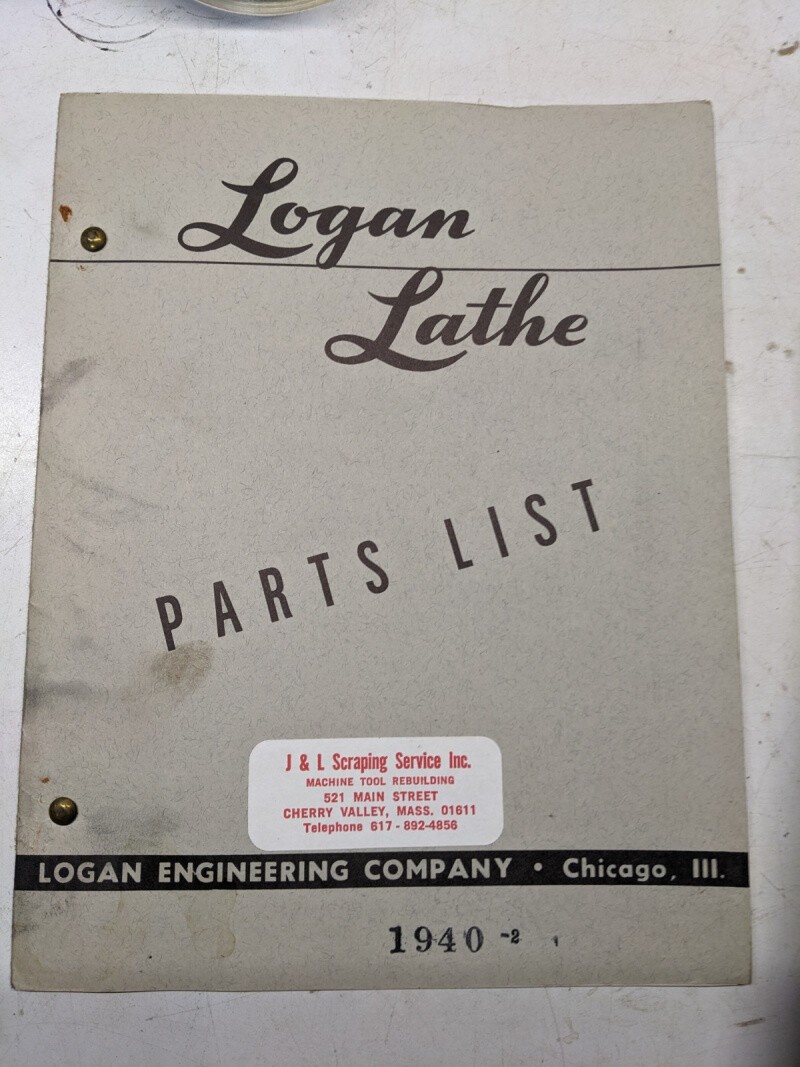 Logan
Lathe
PARTS LIST
J & L Scraping Service Inc.
MACHINE TOOL REBUILDING
521 MAIN STREET
CHERRY VALLEY, MASS. 01611
Telephone 617 - 892-4856
LOGAN ENGINEERING COMPANY • Chicago, Ill.
1940 -2